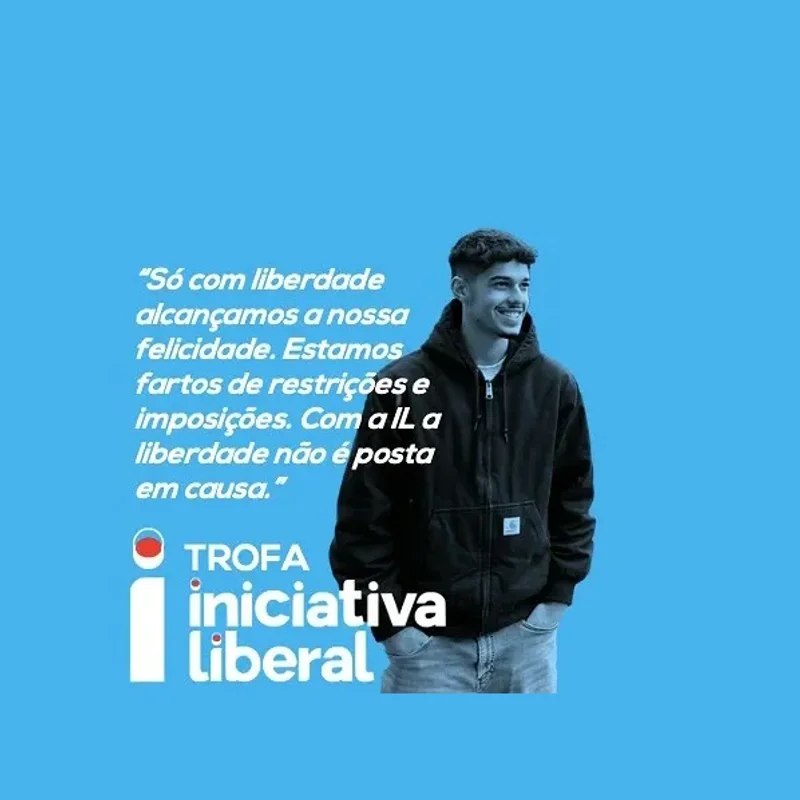 “Só com liberdade
alcançamos a nossa
felicidade. Estamos
fartos de restrições e
imposições. Com a IL a
liberdade não é posta
em causa.”
TROFA
iniciativa
liberal